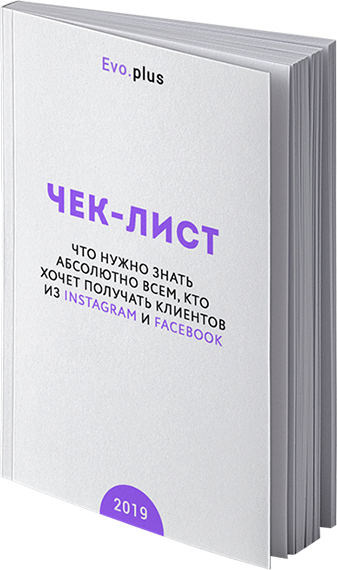 Evo.plus
ЧЕК-ЛИСТ
ЧТО НУЖНО ЗНАТЬ
АБСОЛЮТНО ВСЕМ, КТО
ХОЧЕТ ПОЛУЧАТЬ КЛИЕНТОВ
ИЗ INSTAGRAM И FACEBOOK
2019